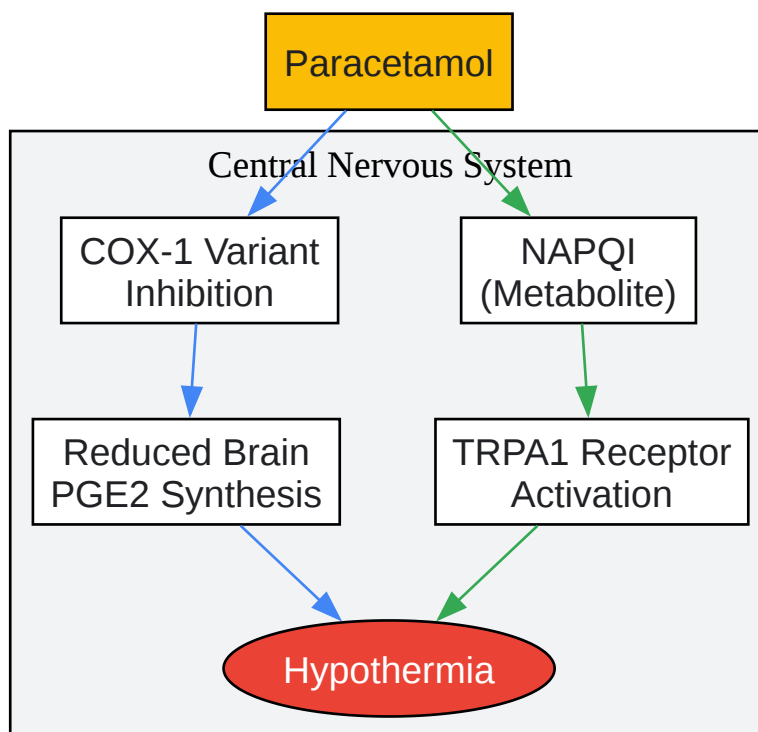 Paracetamol
Central Nervous System
COX-1 Variant
Inhibition
NAPQI
(Metabolite)
Reduced Brain
PGE2 Synthesis
TRPA1 Receptor
Activation
Hypothermia